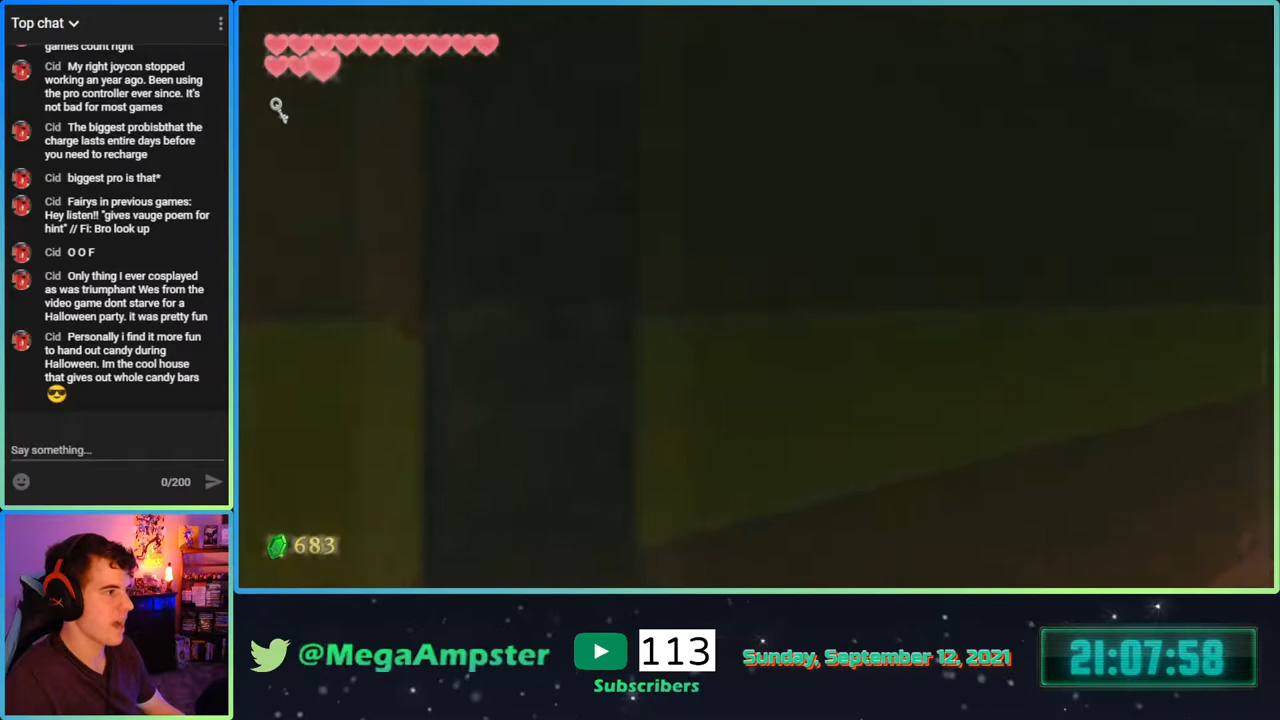 Top chat
games count right
Cid My right joycon stopped
working an year ago. Been using
the pro controller ever since. It's
not bad for most games
Cid The biggest probisbthat the
charge lasts entire days before
you need to recharge
Cid biggest pro is that*
Cid Fairys in previous games:
Hey listen!! "gives vauge poem for
hint" // Fi: Bro look up
Cid O O F
Cid Only thing I ever cosplayed
as was triumphant Wes from the
video game dont starve for a
Halloween party. it was pretty fun
Cid Personally i find it more fun
to hand out candy during
Halloween. Im the cool house
that gives out whole candy bars
Say something...
0/200
683
@MegaAmpster
113
Subscribers
Sunday, September 12, 2021
21:07:58